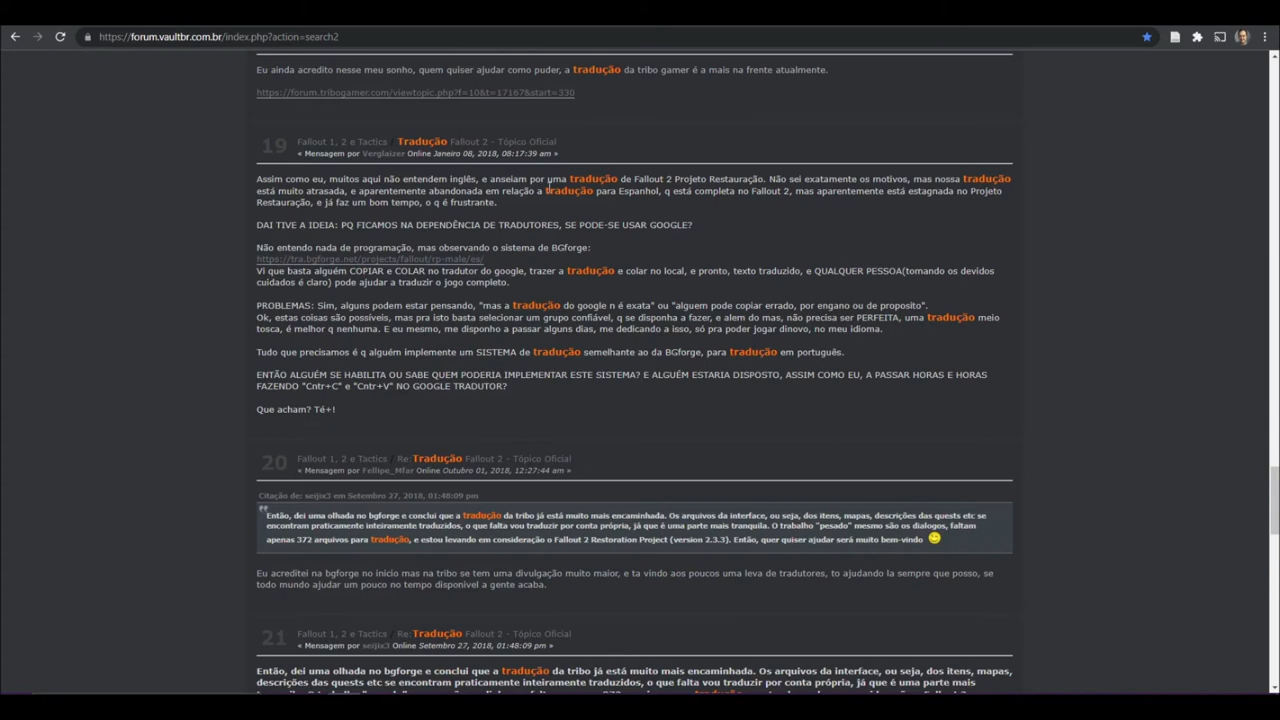 https://forum.vaultbr.com.br/index.php?action=search2
Eu ainda acredito nesse meu sonho, quem quiser ajudar como puder, a tradução da tribo gamer é a mais na frente atualmente.
https://forum.tribogamer.com/viewtopic.php?f=10&t=17167&start=330
19
Fallout 1, 2 e Tactics / Tradução Fallout 2 - Tópico Oficial
« Mensagem por Verglaizer Online Janeiro 08, 2018, 08:17:39 am »
Assim como eu, muitos aqui não entendem inglês, e anseiam por uma tradução de Fallout 2 Projeto Restauração. Não sei exatamente os motivos, mas nossa tradução
está muito atrasada, e aparentemente abandonada em relação a tradução para Espanhol, q está completa no Fallout 2, mas aparentemente está estagnada no Projeto
Restauração, e já faz um bom tempo, o q é frustrante.
DAI TIVE A IDEIA: PQ FICAMOS NA DEPENDÊNCIA DE TRADUTORES, SE PODE-SE USAR GOOGLE?
Não entendo nada de programação, mas observando o sistema de BGforge:
https://tra.bgforge.net/projects/fallout/rp-male/es/
Vi que basta alguém COPIAR e COLAR no tradutor do google, trazer a tradução e colar no local, e pronto, texto traduzido, e QUALQUER PESSOA(tomando os devidos
cuidados é claro) pode ajudar a traduzir o jogo completo.
PROBLEMAS: Sim, alguns podem estar pensando, "mas a tradução do google n é exata" ou "alguem pode copiar errado, por engano ou de proposito".
Ok, estas coisas são possíveis, mas pra isto basta selecionar um grupo confiável, q se disponha a fazer, e alem do mas, não precisa ser PERFEITA, uma tradução meio
tosca, é melhor q nenhuma. E eu mesmo, me disponho a passar alguns dias, me dedicando a isso, só pra poder jogar dinovo, no meu idioma.
Tudo que precisamos é q alguém implemente um SISTEMA de tradução semelhante ao da BGforge, para tradução em português.
ENTÃO ALGUÉM SE HABILITA OU SABE QUEM PODERIA IMPLEMENTAR ESTE SISTEMA? E ALGUÉM ESTARIA DISPOSTO, ASSIM COMO EU, A PASSAR HORAS E HORAS
FAZENDO "Cntr+C" e "Cntr+V" NO GOOGLE TRADUTOR?
Que acham? Té+!
20
Fallout 1, 2 e Tactics / Re:Tradução Fallout 2 - Tópico Oficial
« Mensagem por Fellipe_Mfar Online Outubro 01, 2018, 12:27:44 am »
Citação de: seijix3 em Setembro 27, 2018, 01:48:09 pm
Então, dei uma olhada no bgforge e conclui que a tradução da tribo já está muito mais encaminhada. Os arquivos da interface, ou seja, dos itens, mapas, descrições das quests etc se
encontram praticamente inteiramente traduzidos, o que falta vou traduzir por conta própria, já que é uma parte mais tranquila. O trabalho "pesado" mesmo são os dialogos, faltam
apenas 372 arquivos para tradução, e estou levando em consideração o Fallout 2 Restoration Project (version 2.3.3). Então, quer quiser ajudar será muito bem-vindo
Eu acreditei na bgforge no inicio mas na tribo se tem uma divulgação muito maior, e ta vindo aos poucos uma leva de tradutores, to ajudando la sempre que posso, se
todo mundo ajudar um pouco no tempo disponivel a gente acaba.
21
Fallout 1, 2 e Tactics / Re:Tradução Fallout 2 - Tópico Oficial
« Mensagem por seijix3 Online Setembro 27, 2018, 01:48:09 pm »
Então, dei uma olhada no bgforge e conclui que a tradução da tribo já está muito mais encaminhada. Os arquivos da interface, ou seja, dos itens, mapas,
descrições das quests etc se encontram praticamente inteiramente traduzidos, o que falta vou traduzir por conta própria, já que é uma parte mais